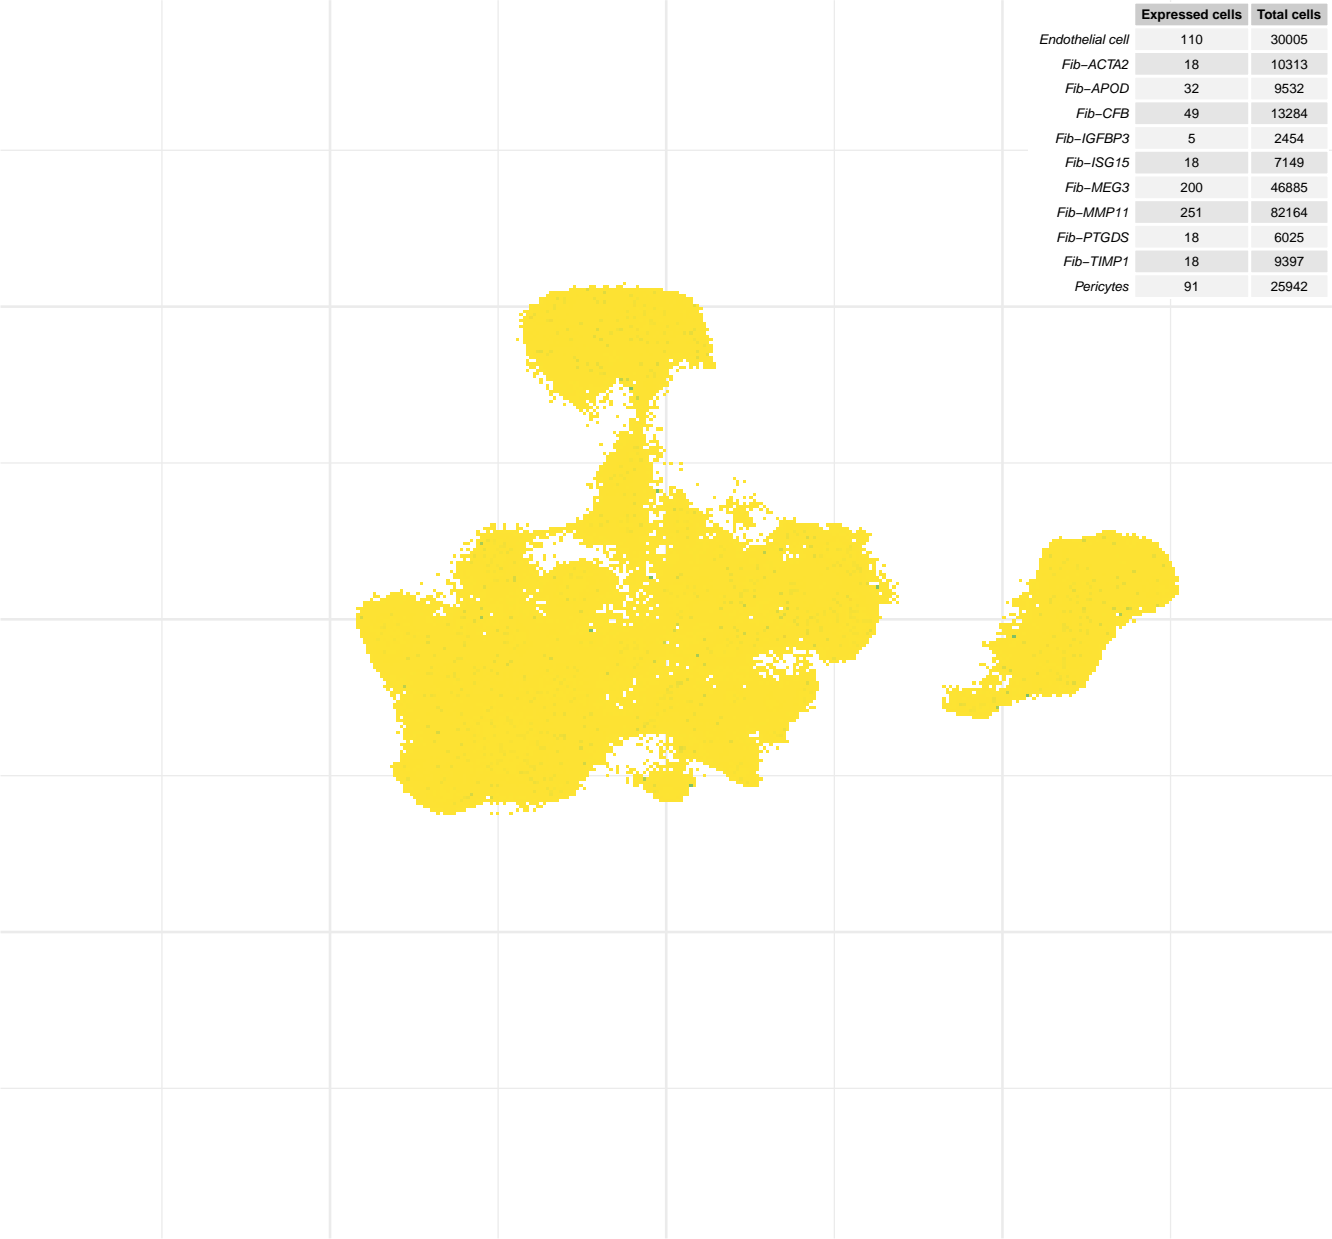 Expressed cells Total cells
Endothelial cell 110 30005
Fib−ACTA2 18 10313
Fib−APOD 32 9532
Fib−CFB 49 13284
Fib−IGFBP3 5 2454
Fib−ISG15 18 7149
Fib−MEG3 200 46885
Fib−MMP11 251 82164
Fib−PTGDS 18 6025
Fib−TIMP1 18 9397
Pericytes 91 25942